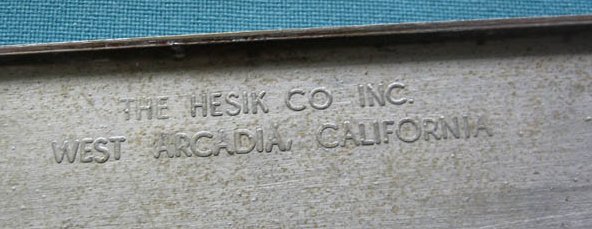 THE HESIK CO INC.
WEST ARCADIA, CALIFORNIA